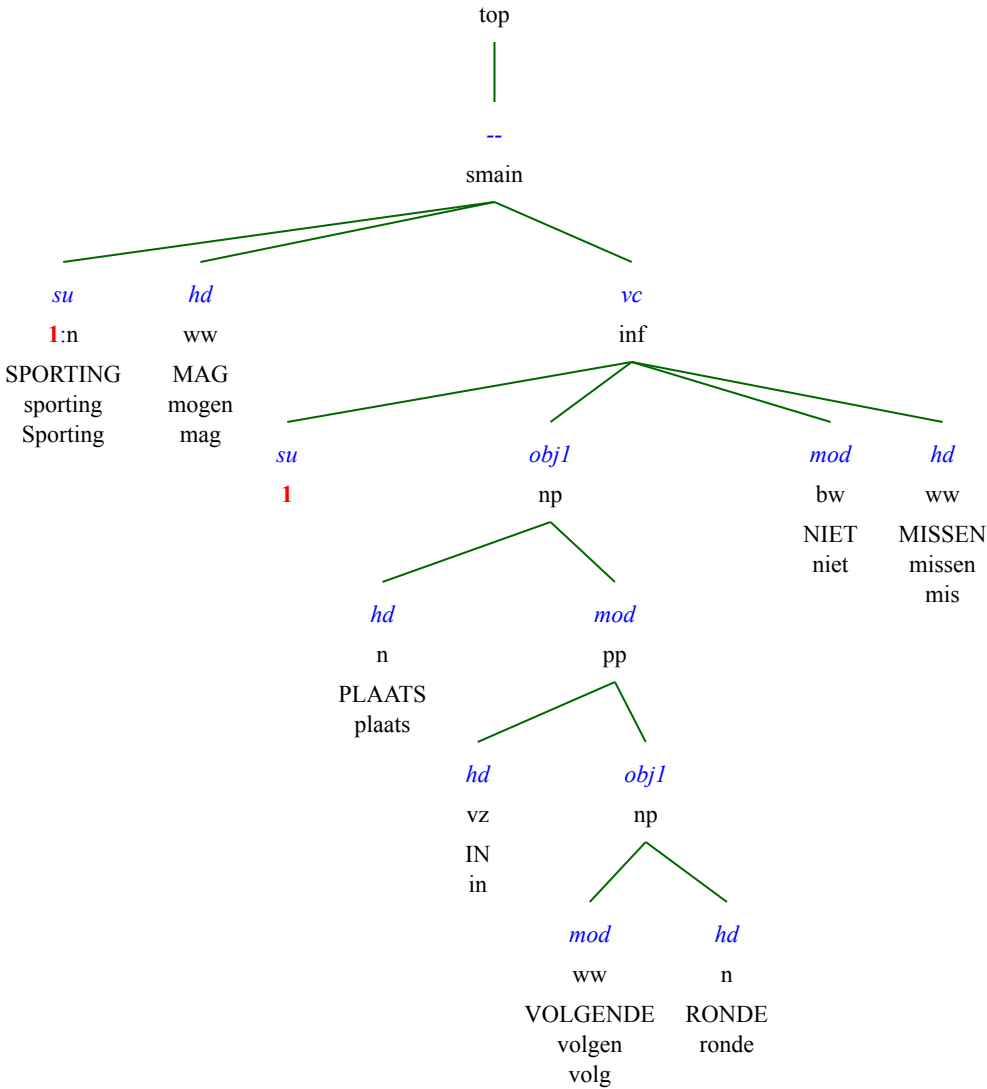 top
--
smain
su hd vc
1:n ww inf
SPORTING MAG
sporting mogen
Sporting mag
su obj1 mod hd
1 np bw ww
NIET MISSEN
niet missen
mis
hd mod
n pp
PLAATS
plaats
hd obj1
vz np
IN
in
mod hd
ww n
VOLGENDE RONDE
volgen ronde
volg